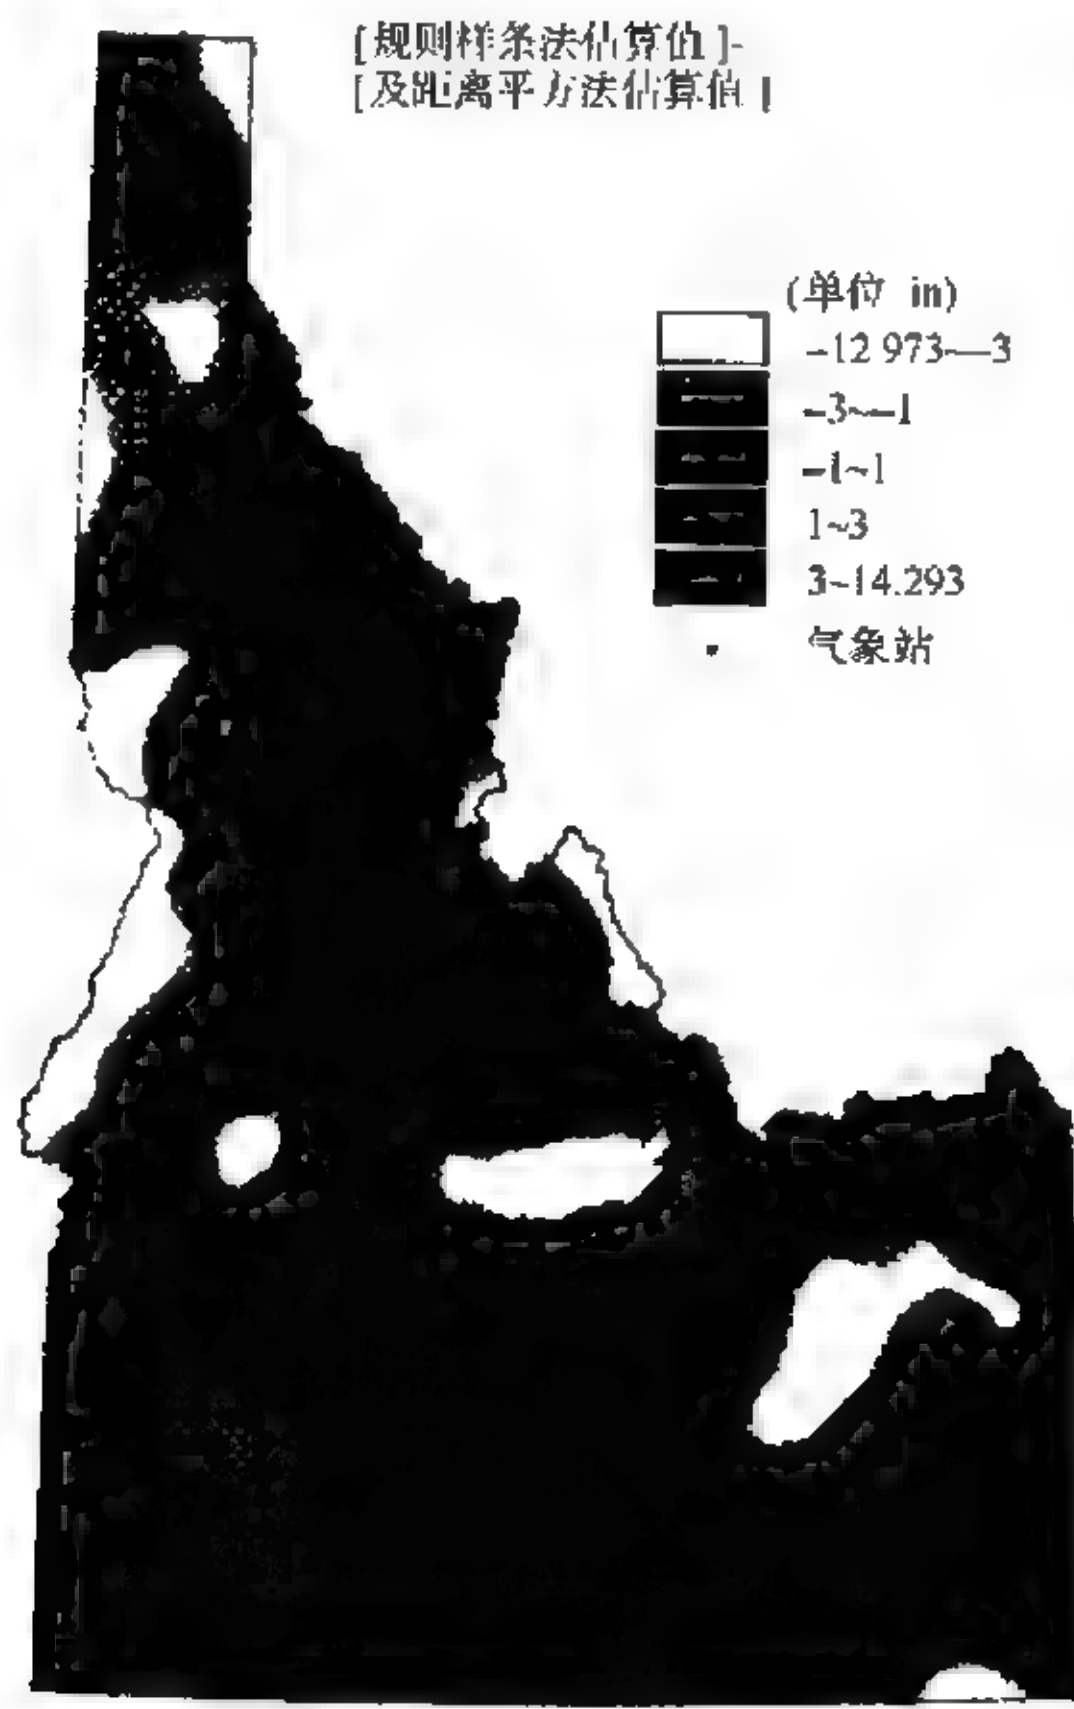 [规则样条法估算值]-
[及距离平方法估算值]
(单位 in)
-12 973-—3
-3~—1
-1~1
1~3
3~14.293
气象站